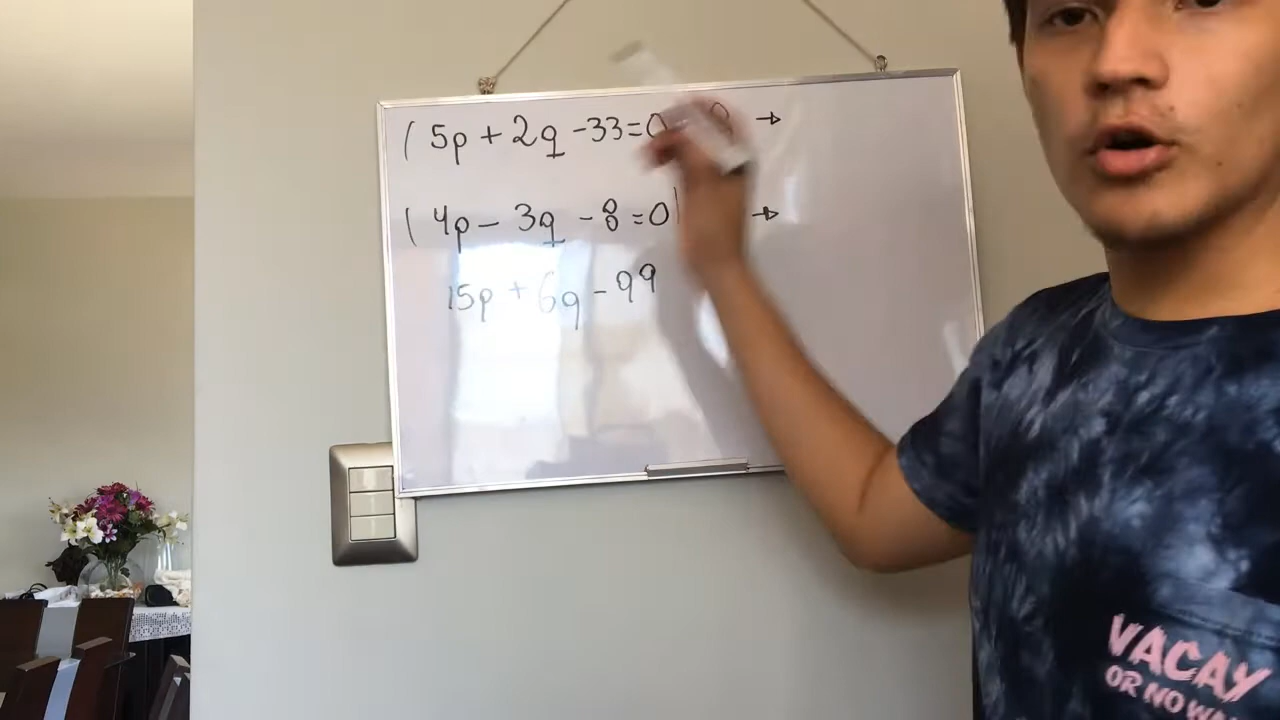 ( 5p + 2q - 33 = 0 →
( 4p - 3q - 8 = 0 ) →
15p + 6q - 99
VACAY
OR NO